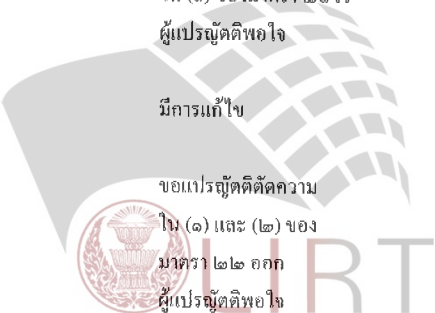 ผู้แปรญัตติพอใจ
มีการแก้ไข
ขอแปรญัตติตัดความ
ใน (๑) และ (๒) ของ
มาตรา ๒๒ ออก
ผู้แปรญัตติพอใจ
LIRT